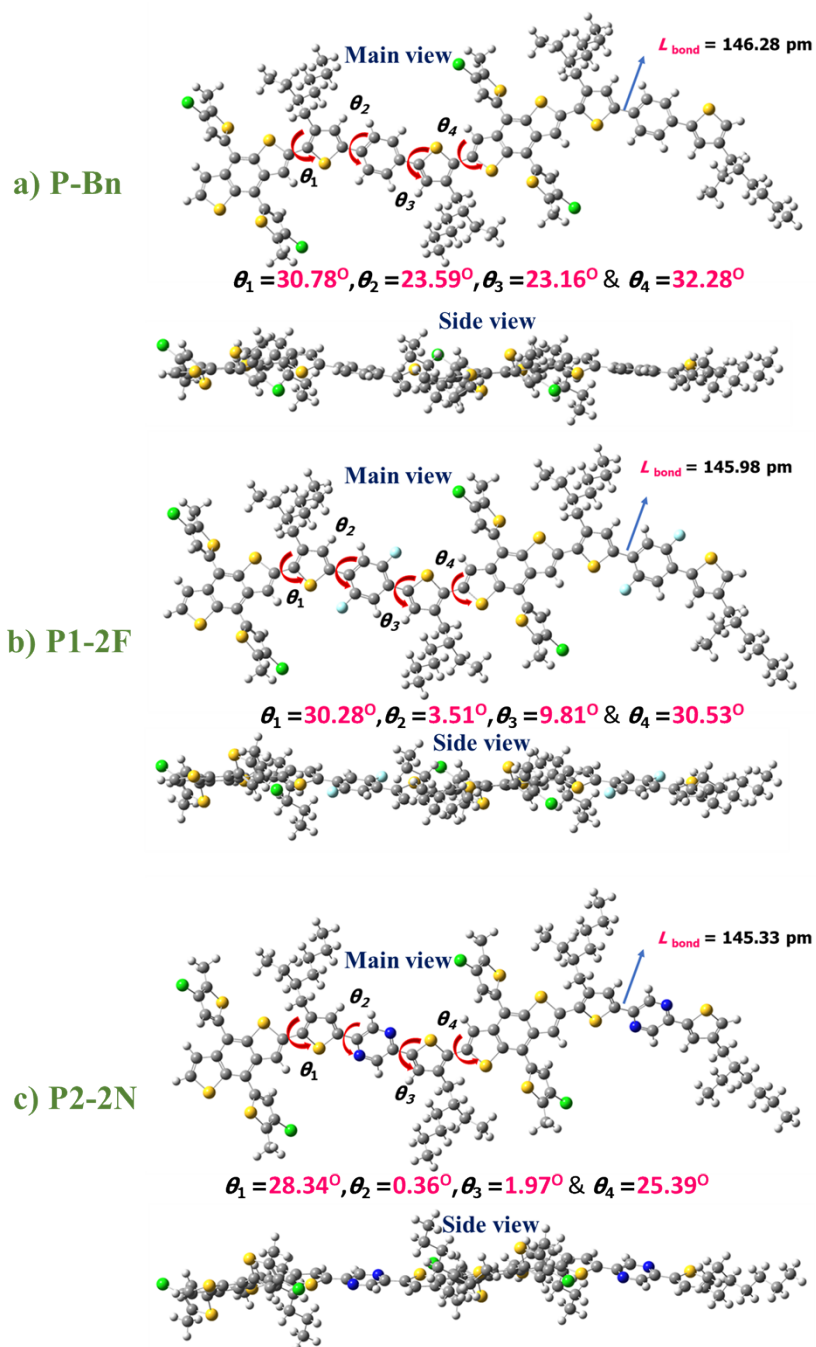 Main view
L bond = 146.28 pm
θ2
θ4
θ1
θ3
a) P-Bn
θ1 =30.78O,θ2 =23.59O,θ3 =23.16O & θ4 =32.28O
Side view
L bond = 145.98 pm
Main view
θ2
θ4
θ1
θ3
b) P1-2F
θ1 =30.28O,θ2 =3.51O,θ3 =9.81O & θ4 =30.53O
Side view
L bond = 145.33 pm
Main view
θ2
θ4
θ1
θ3
c) P2-2N
θ1 =28.34O,θ2 =0.36O,θ3 =1.97O & θ4 =25.39O
Side view